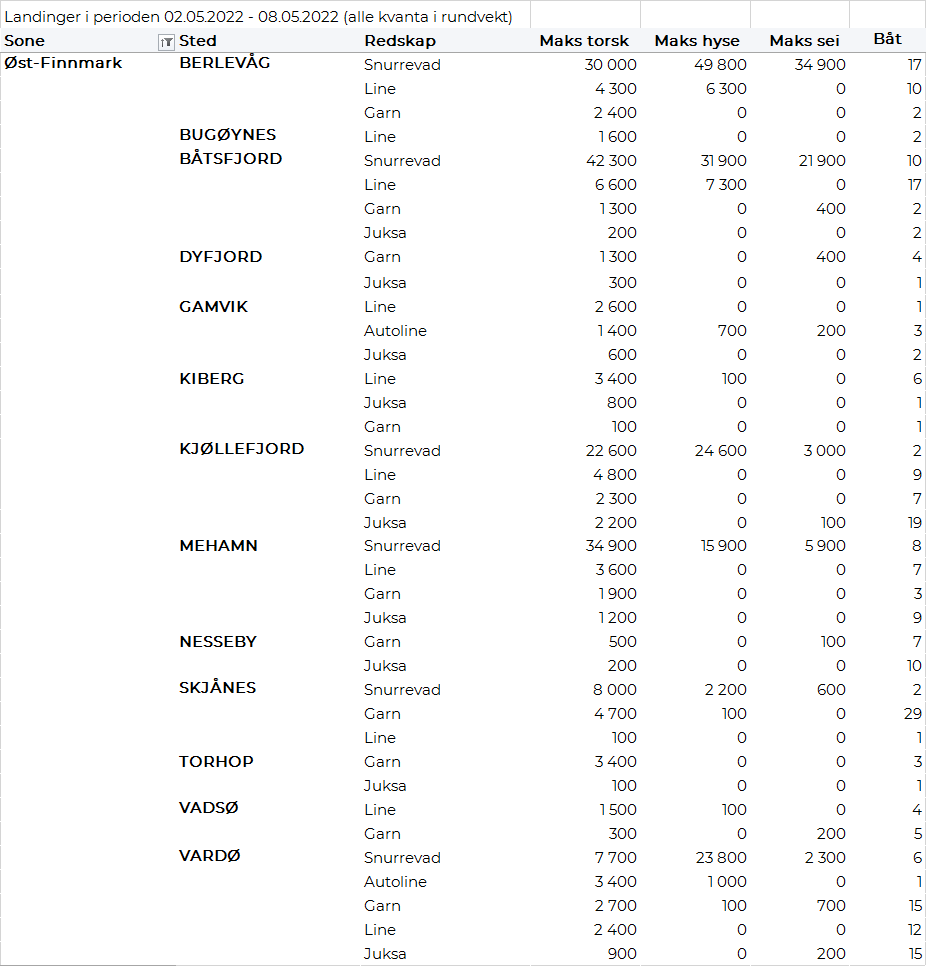 Landinger i perioden 02.05.2022 - 08.05.2022 (alle kvanta i rundvekt)
Sone Sted Redskap Maks torsk Maks hyse Maks sei Båt
Øst-Finnmark BERLEVÅG Snurrevad 30 000 49 800 34 900 17
Line 4 300 6 300 0 10
Garn 2 400 0 0 2
BUGØYNES Line 1 600 0 0 2
BÅTSFJORD Snurrevad 42 300 31 900 21 900 10
Line 6 600 7 300 0 17
Garn 1 300 0 400 2
Juksa 200 0 0 2
DYFJORD Garn 1 300 0 400 4
Juksa 300 0 0 1
GAMVIK Line 2 600 0 0 1
Autoline 1 400 700 200 3
Juksa 600 0 0 2
KIBERG Line 3 400 100 0 6
Juksa 800 0 0 1
Garn 100 0 0 1
KJØLLEFJORD Snurrevad 22 600 24 600 3 000 2
Line 4 800 0 0 9
Garn 2 300 0 0 7
Juksa 2 200 0 100 19
MEHAMN Snurrevad 34 900 15 900 5 900 8
Line 3 600 0 0 7
Garn 1 900 0 0 3
Juksa 1 200 0 0 9
NESSEBY Garn 500 0 100 7
Juksa 200 0 0 10
SKJÅNES Snurrevad 8 000 2 200 600 2
Garn 4 700 100 0 29
Line 100 0 0 1
TORHOP Garn 3 400 0 0 3
Juksa 100 0 0 1
VADSØ Line 1 500 100 0 4
Garn 300 0 200 5
VARDØ Snurrevad 7 700 23 800 2 300 6
Autoline 3 400 1 000 0 1
Garn 2 700 100 700 15
Line 2 400 0 0 12
Juksa 900 0 200 15